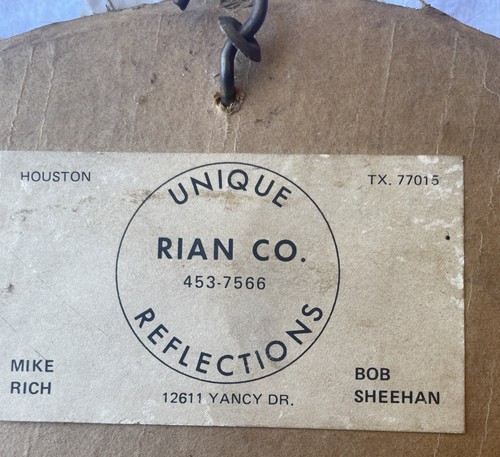 HOUSTON
TX. 77015
UNIQUE
RIAN CO.
453-7566
REFLECTIONS
MIKE
RICH
BOB
SHEEHAN
12611 YANCY DR.